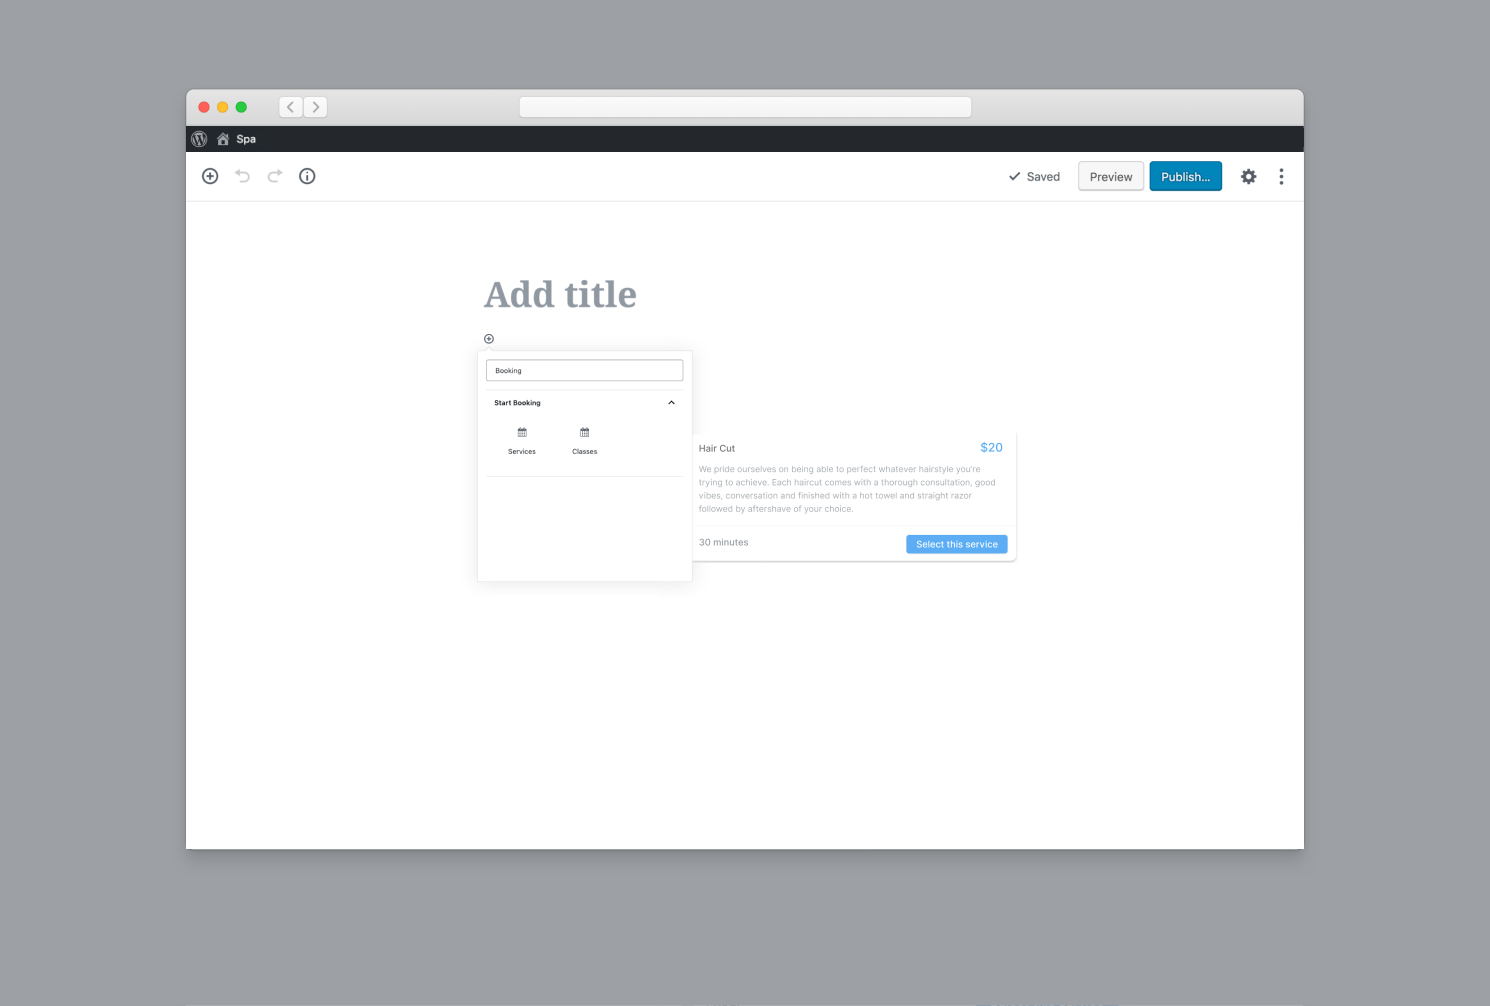 Spa
Saved
Preview
Publish...
Add title
Booking
Start Booking
Services
Classes
Hair Cut
$20
We pride ourselves on being able to perfect whatever hairstyle you're
trying to achieve. Each haircut comes with a thorough consultation, good
vibes, conversation and finished with a hot towel and straight razor
followed by aftershave of your choice.
30 minutes
Select this service